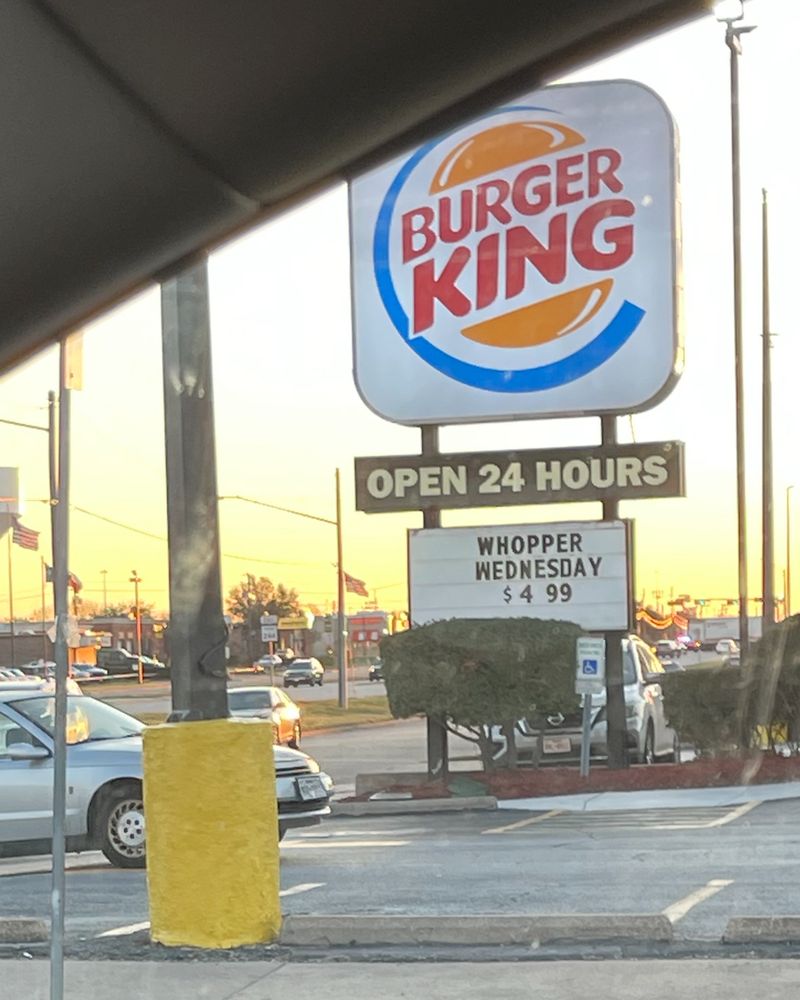 BURGER
KING
OPEN 24 HOURS
WHOPPER
WEDNESDAY
$ 4 99